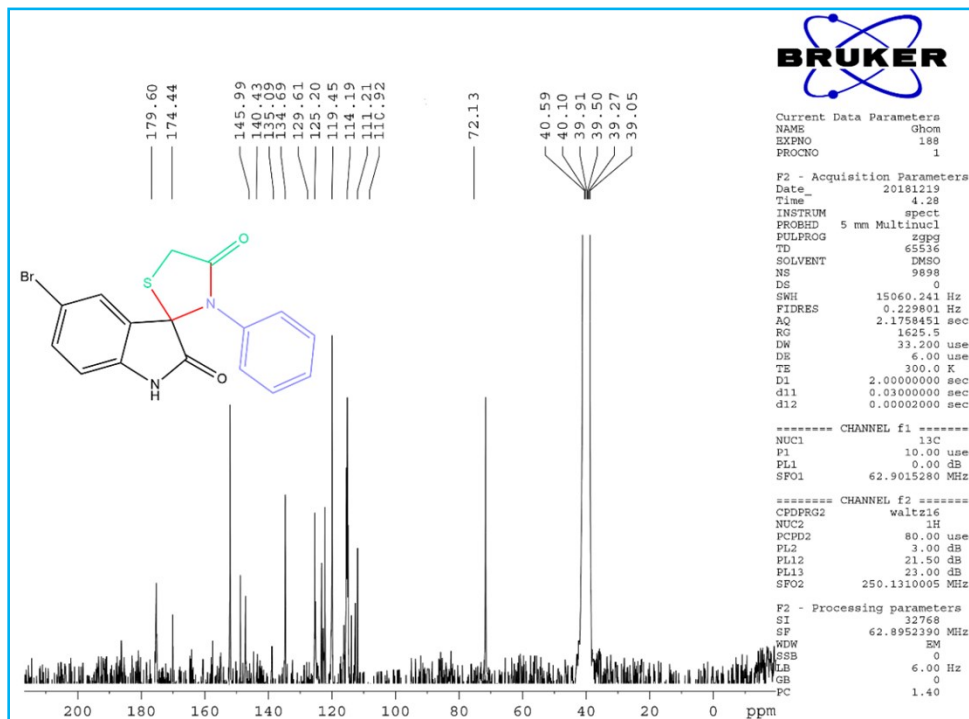 BRUKER
179.60
174.44
145.99
140.43
135.09
134.69
129.61
125.20
119.45
114.19
111.21
110.92
72.13
40.59
40.10
39.91
39.50
39.27
39.05
Br
S
O
N
O
N
H
Current Data Parameters
NAME Ghom
EXPNO 188
PROCNO 1
F2 - Acquisition Parameters
Date_ 20181219
Time 4.28
INSTRUM spect
PROBHD 5 mm Multinucl
PULPROG zgpg
TD 65536
SOLVENT DMSO
NS 9898
DS 0
SWH 15060.241 Hz
FIDRES 0.229801 Hz
AQ 2.1758451 sec
RG 1625.5
DW 33.200 use
DE 6.00 use
TE 300.0 K
D1 2.00000000 sec
d11 0.03000000 sec
d12 0.00002000 sec
======== CHANNEL f1 ========
NUC1 13C
P1 10.00 use
PL1 0.00 dB
SFO1 62.9015280 MHz
======== CHANNEL f2 ========
CPDPRG2 waltz16
NUC2 1H
PCPD2 80.00 use
PL2 3.00 dB
PL12 21.50 dB
PL13 23.00 dB
SFO2 250.1310005 MHz
F2 - Processing parameters
SI 32768
SF 62.8952390 MHz
WDW EM
SSB 0
LB 6.00 Hz
GB 0
PC 1.40
200 180 160 140 120 100 80 60 40 20 0 ppm